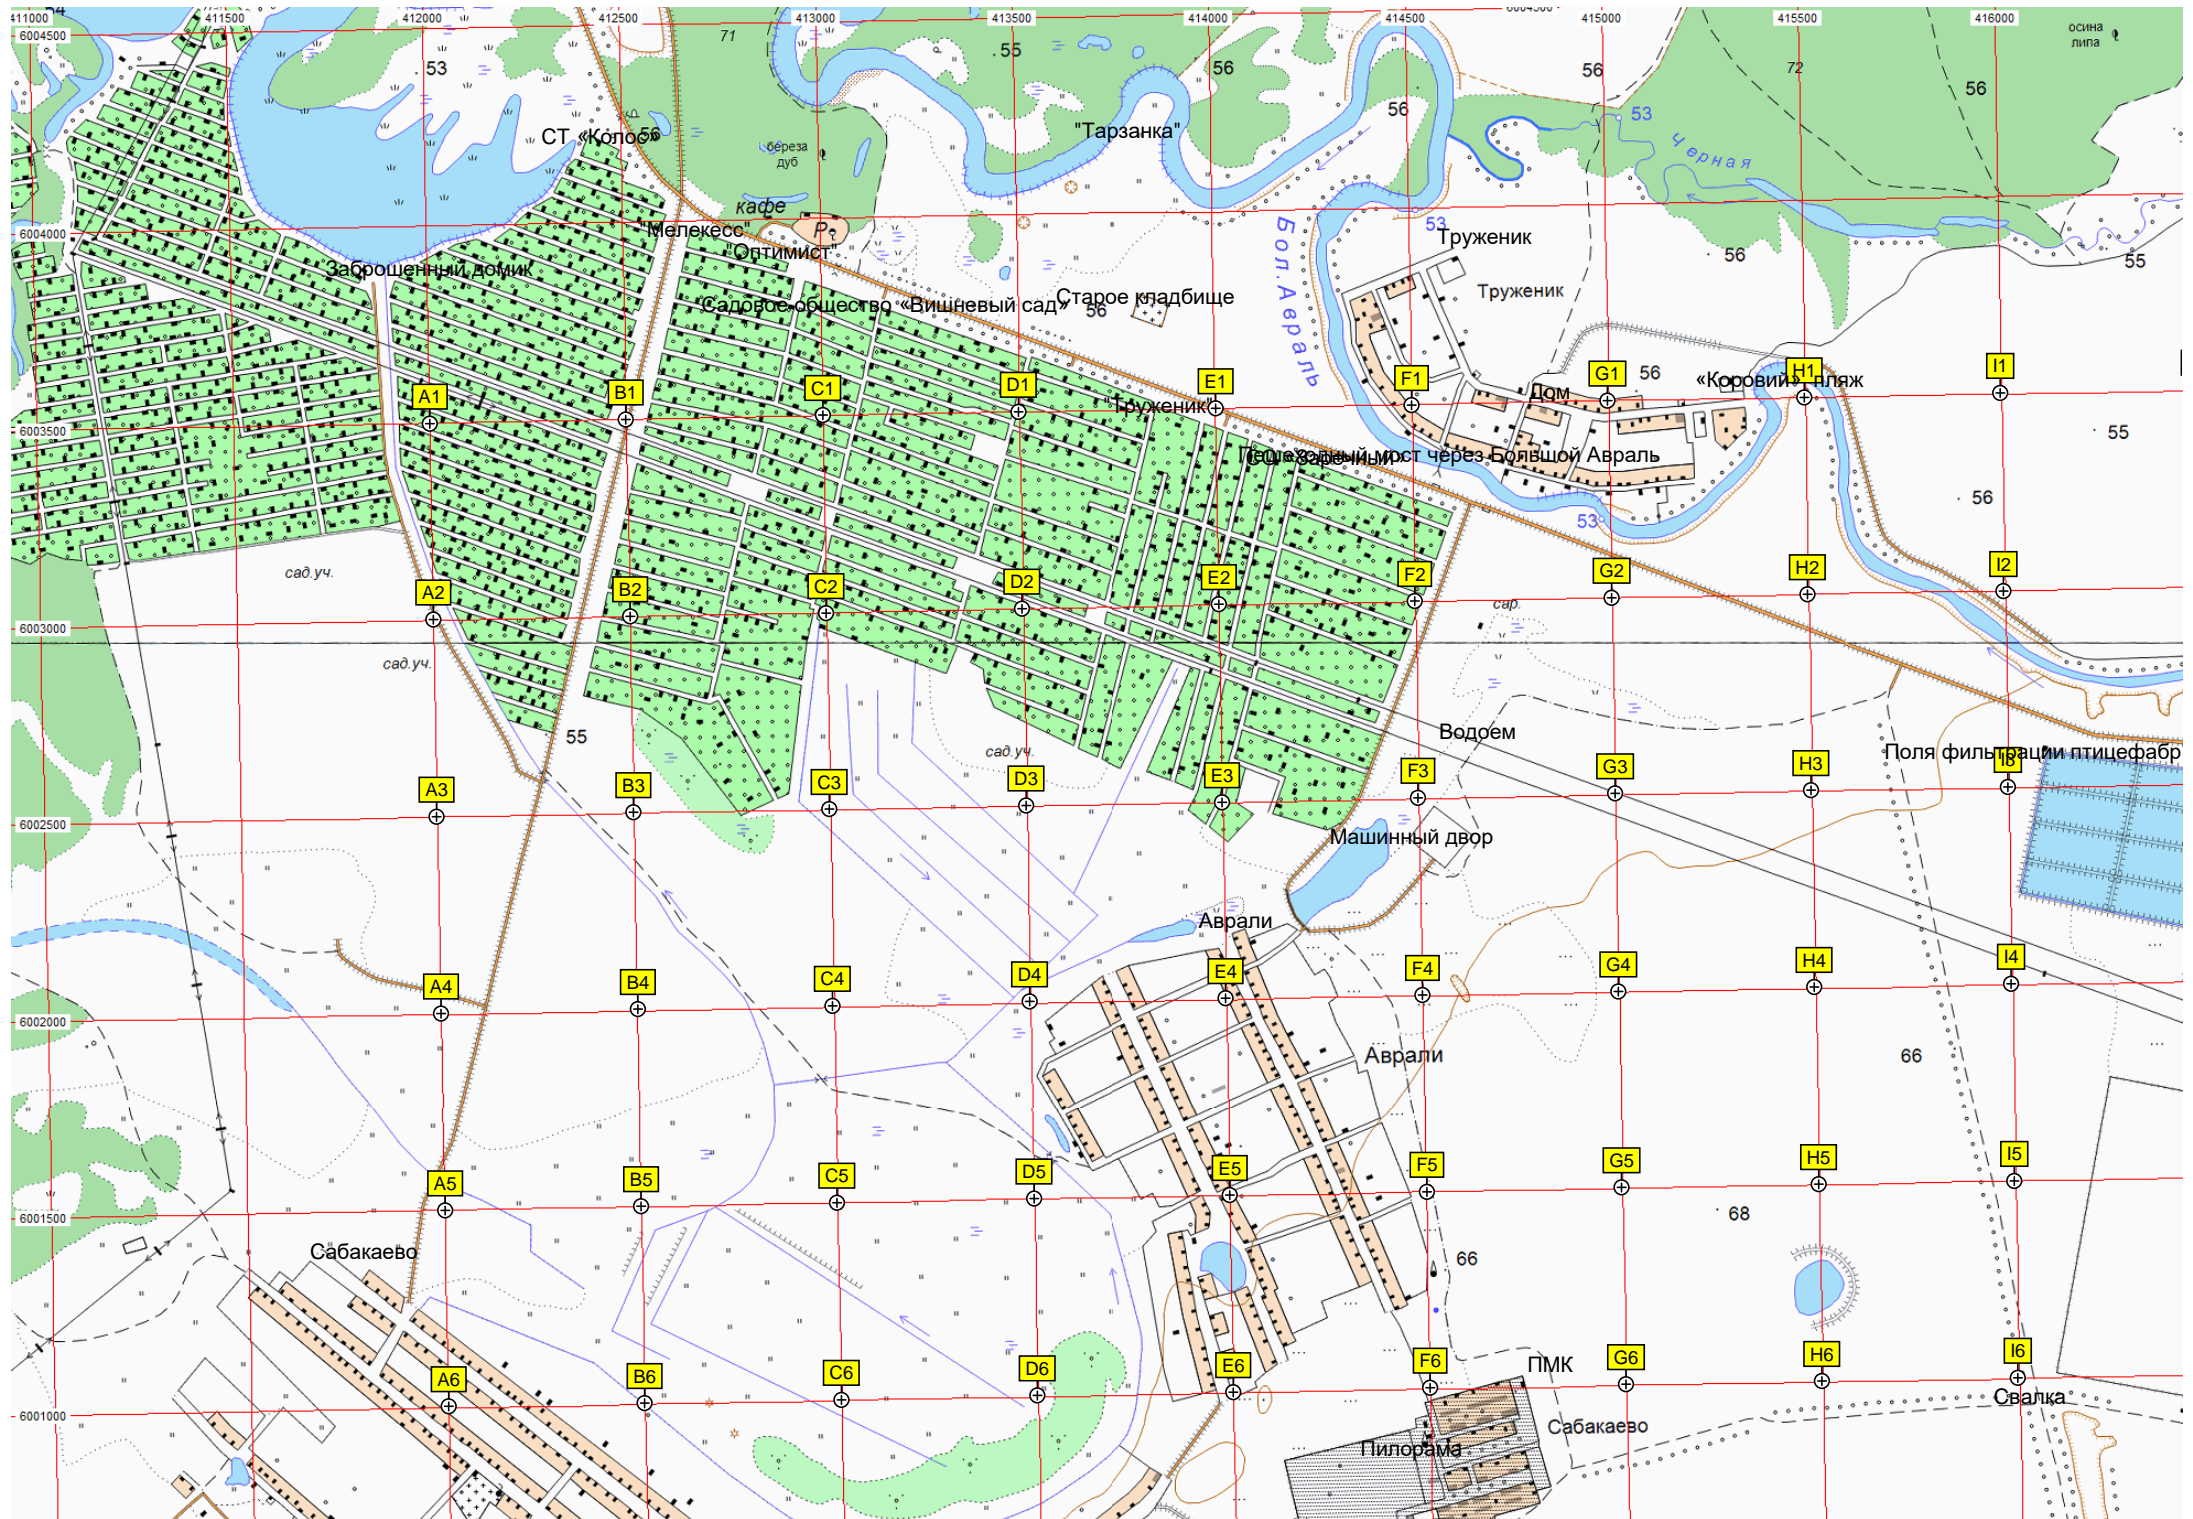 411000 411500 412000 412500 413000 413500 414000 414500 415000 415500 416000
6004500
71
53
55
56
56
56
72
осина
липа
56
СТ «Колос»
56
береза
дуб
"Тарзанка"
56
53
Черная
кафе
Р
"Мелекесс"
"Оптимист"
6004000
Бол. Авраль
53
Труженик
56
55
Заброшенный домик
Садовое общество «Вишневый сад»
Старое кладбище
56
Труженик
A1 B1 C1 D1 E1 F1 G1 H1 I1
56
«Коровий» пляж
Дом
"Труженик"
6003500
55
Пешеходный мост через Большой Авраль
56
53
сад.уч.
A2 B2 C2 D2 E2 F2 G2 H2 I2
сар.
6003000
сад.уч.
55
сад.уч.
Водоем
Поля фильтрации птицефабр
A3 B3 C3 D3 E3 F3 G3 H3 I3
6002500
Машинный двор
Аврали
A4 B4 C4 D4 E4 F4 G4 H4 I4
6002000
Аврали
66
A5 B5 C5 D5 E5 F5 G5 H5 I5
6001500
68
Сабакаево
66
A6 B6 C6 D6 E6 F6 G6 H6 I6
ПМК
Свалка
6001000
Сабакаево
Пилорама